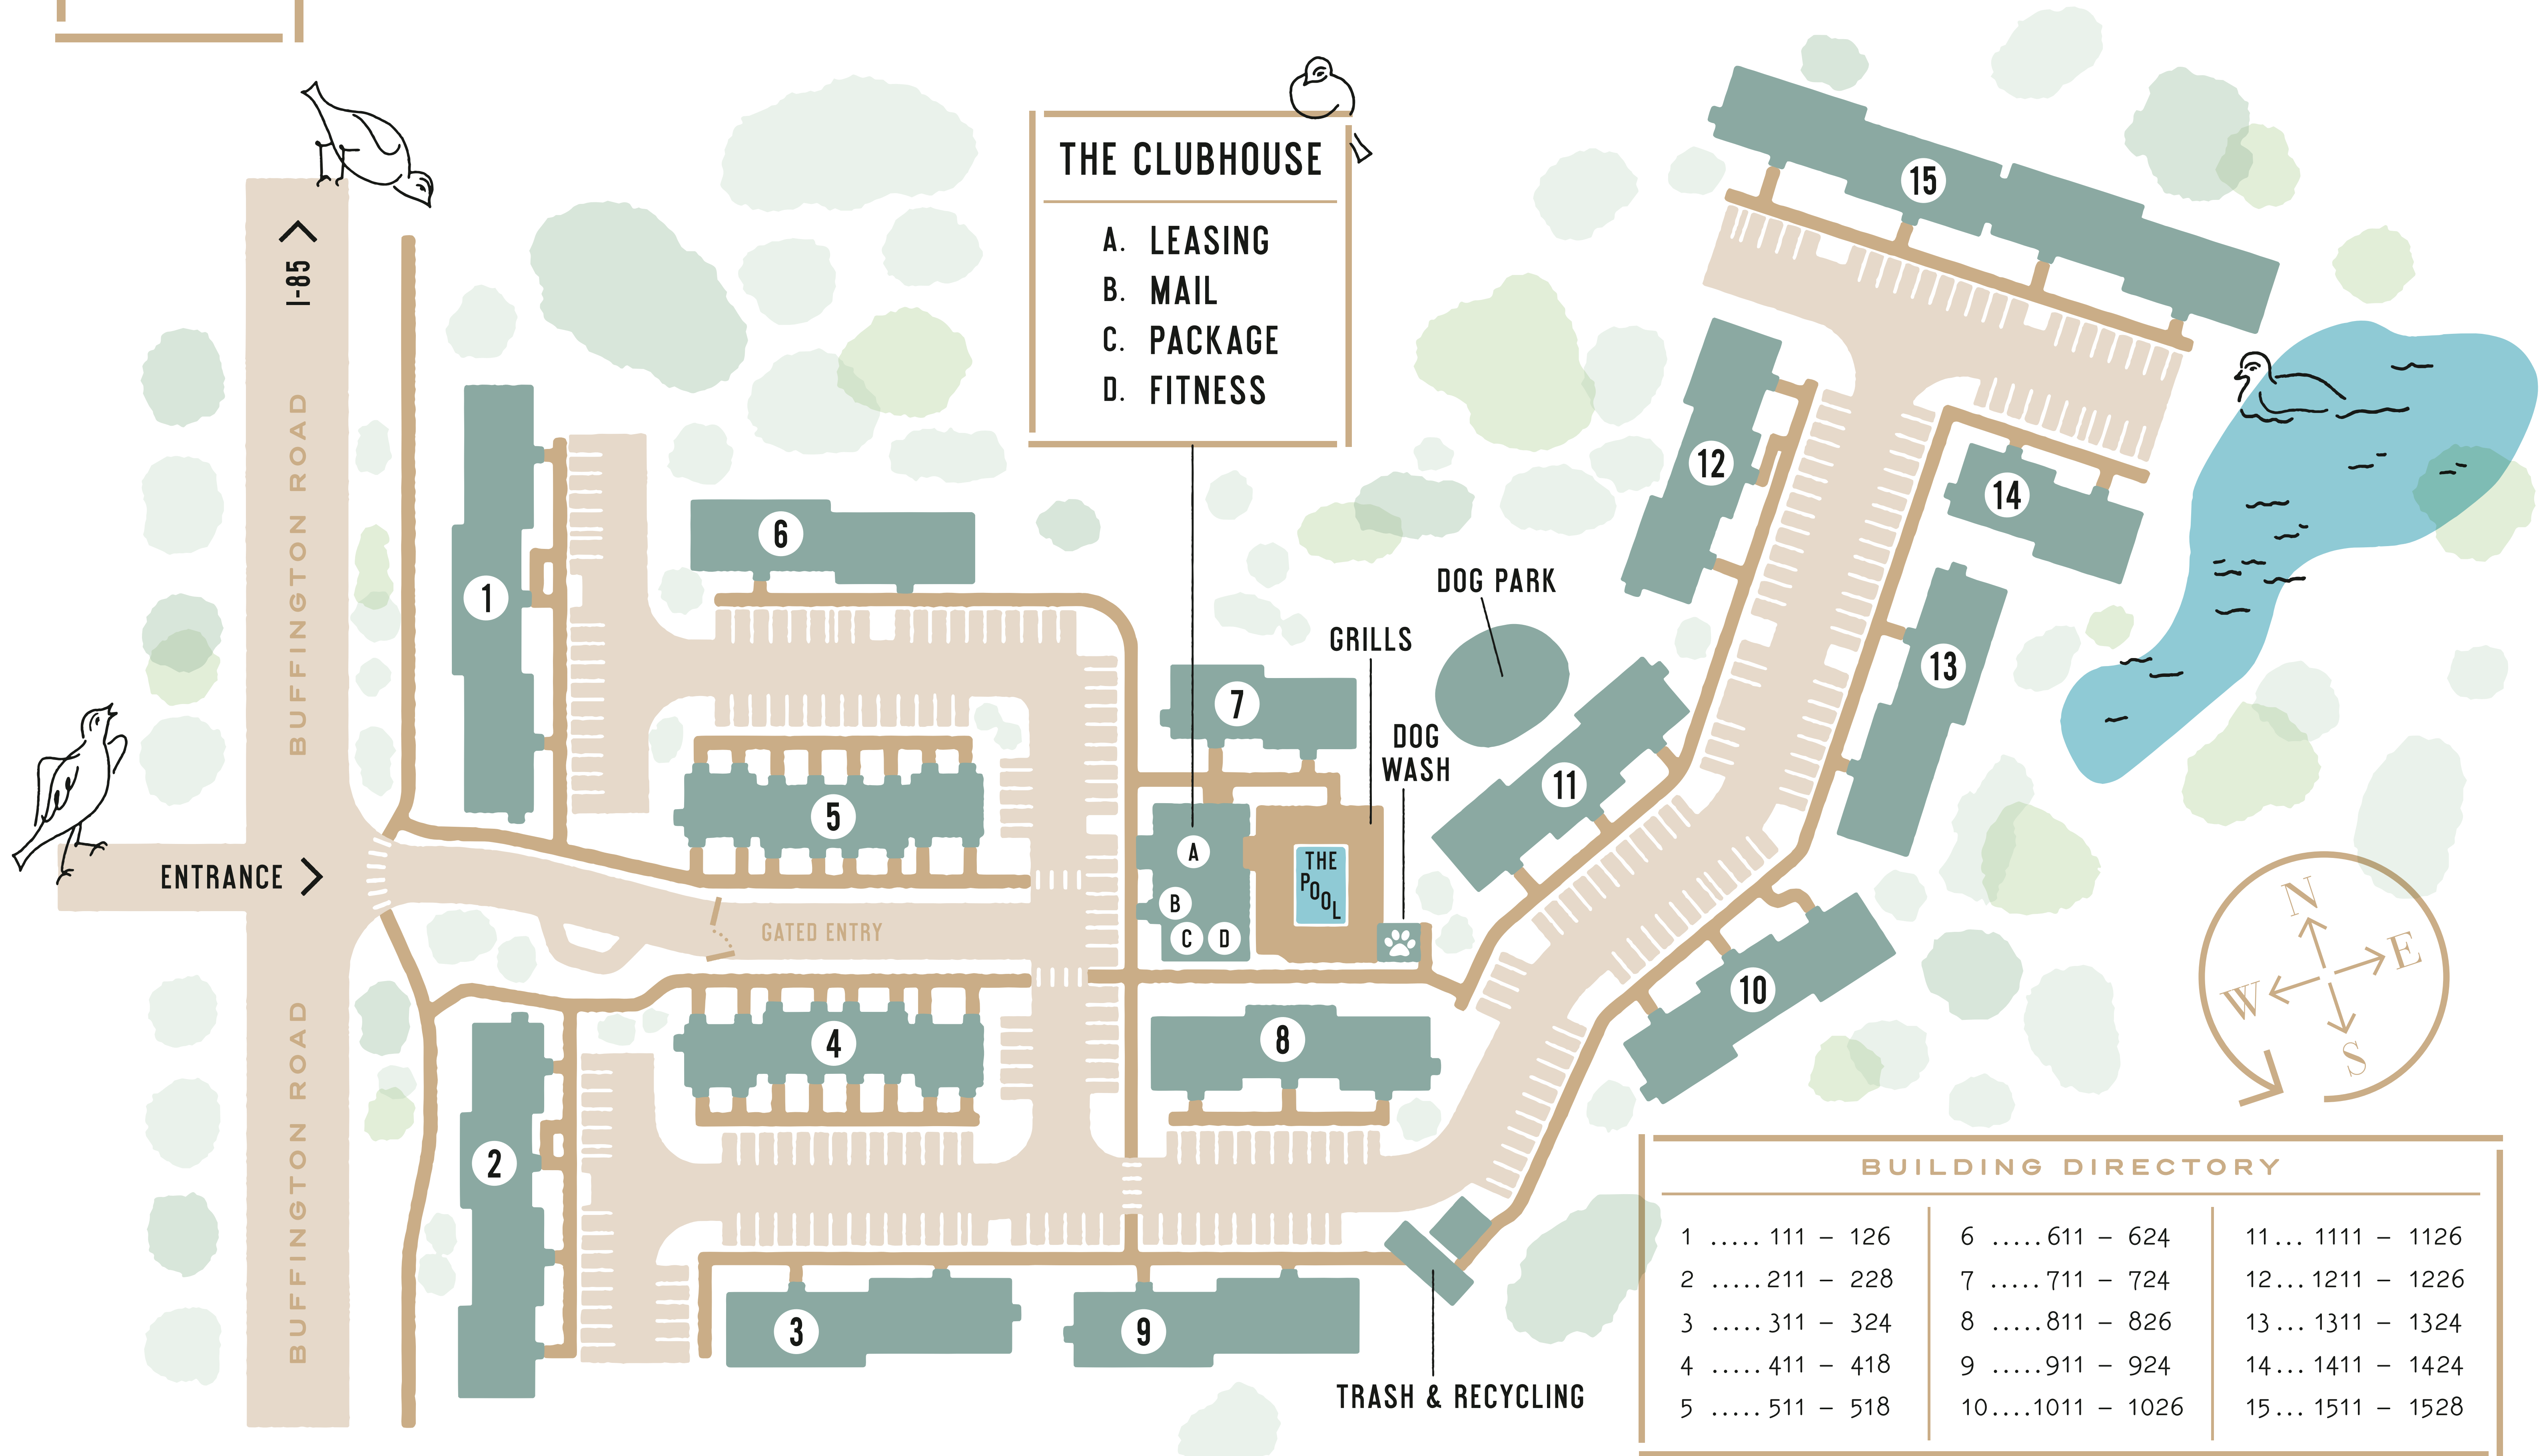 THE CLUBHOUSE
A. LEASING
B. MAIL
C. PACKAGE
D. FITNESS
I-85
BUFFINGTON ROAD
BUFFINGTON ROAD
ENTRANCE
GATED ENTRY
1
2
3
4
5
6
7
8
9
10
11
12
13
14
15
A
B
C D
THE
POOL
DOG PARK
GRILLS
DOG
WASH
TRASH & RECYCLING
N
E
W
S
BUILDING DIRECTORY
1 ..... 111 – 126
2 ..... 211 – 228
3 ..... 311 – 324
4 ..... 411 – 418
5 ..... 511 – 518
6 ..... 611 – 624
7 ..... 711 – 724
8 ..... 811 – 826
9 ..... 911 – 924
10....1011 – 1026
11... 1111 – 1126
12... 1211 – 1226
13... 1311 – 1324
14... 1411 – 1424
15... 1511 – 1528